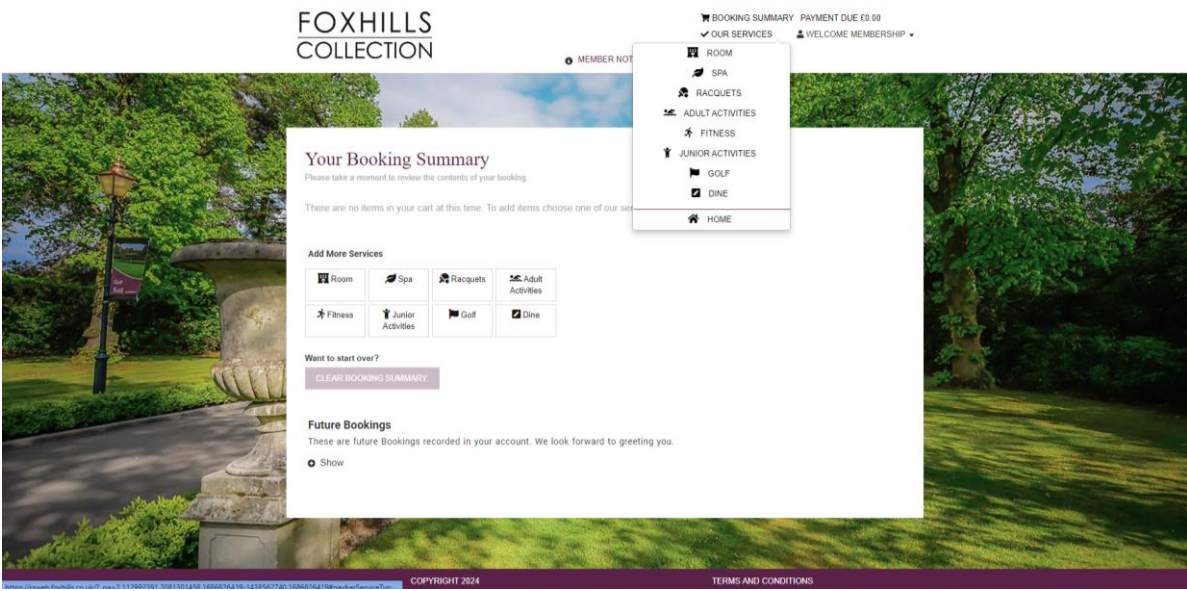 FOXHILLS
COLLECTION
BOOKING SUMMARY PAYMENT DUE £0.00
OUR SERVICES WELCOME MEMBERSHIP
MEMBER NOT
ROOM
SPA
RACQUETS
ADULT ACTIVITIES
FITNESS
JUNIOR ACTIVITIES
GOLF
DINE
HOME
Your Booking Summary
Please take a moment to review the contents of your booking.
There are no items in your cart at this time. To add items choose one of our ser
Add More Services
Room
Spa
Racquets
Adult
Activities
Fitness
Junior
Activities
Golf
Dine
Want to start over?
CLEAR BOOKING SUMMARY.
Future Bookings
These are future Bookings recorded in your account. We look forward to greeting you.
Show
COPYRIGHT 2024
TERMS AND CONDITIONS